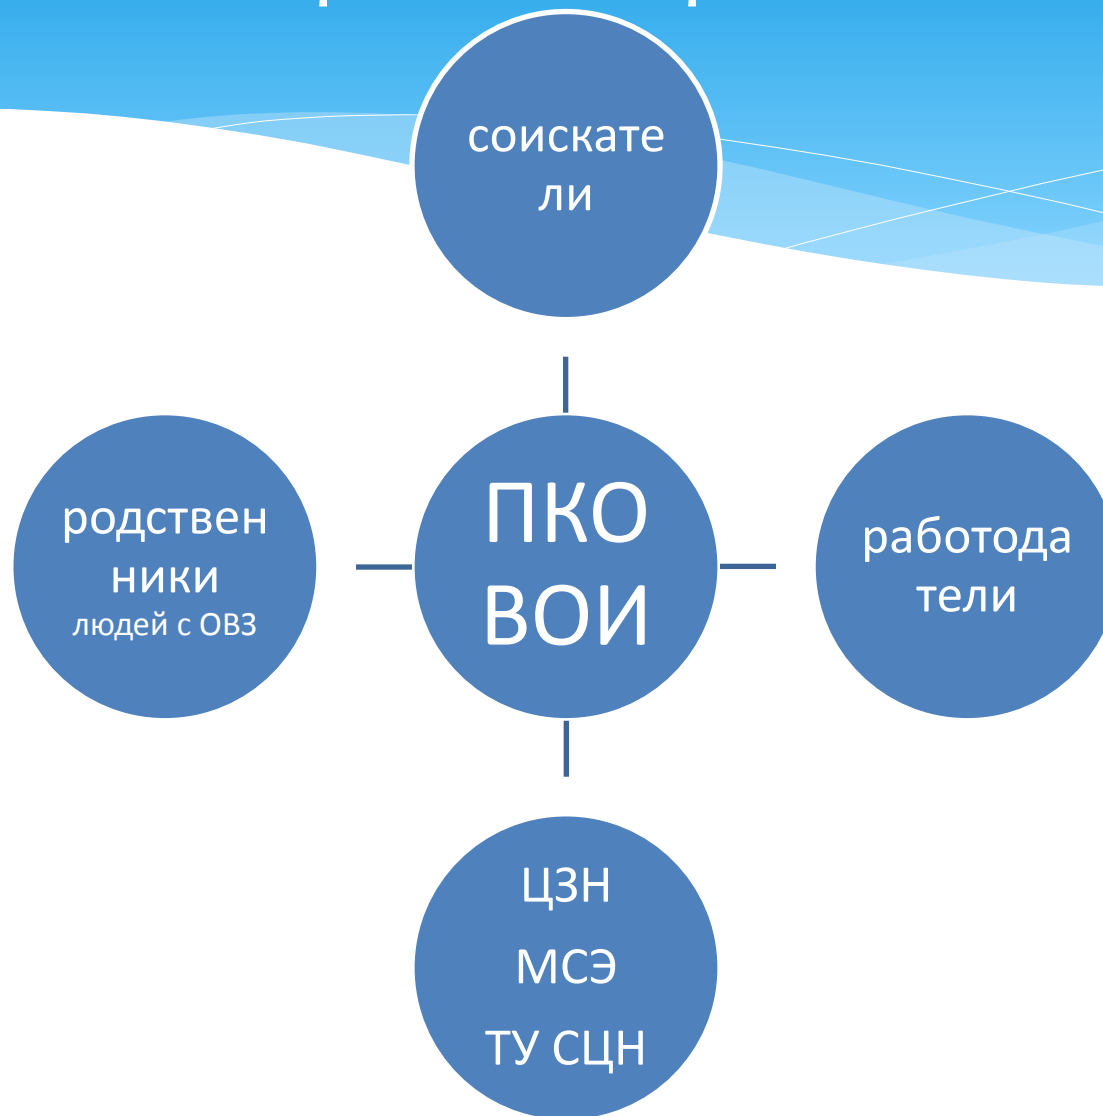 соискате
ли
родствен
ники
людей с ОВЗ
ПКО
ВОИ
работода
тели
ЦЗН
МСЭ
ТУ СЦН